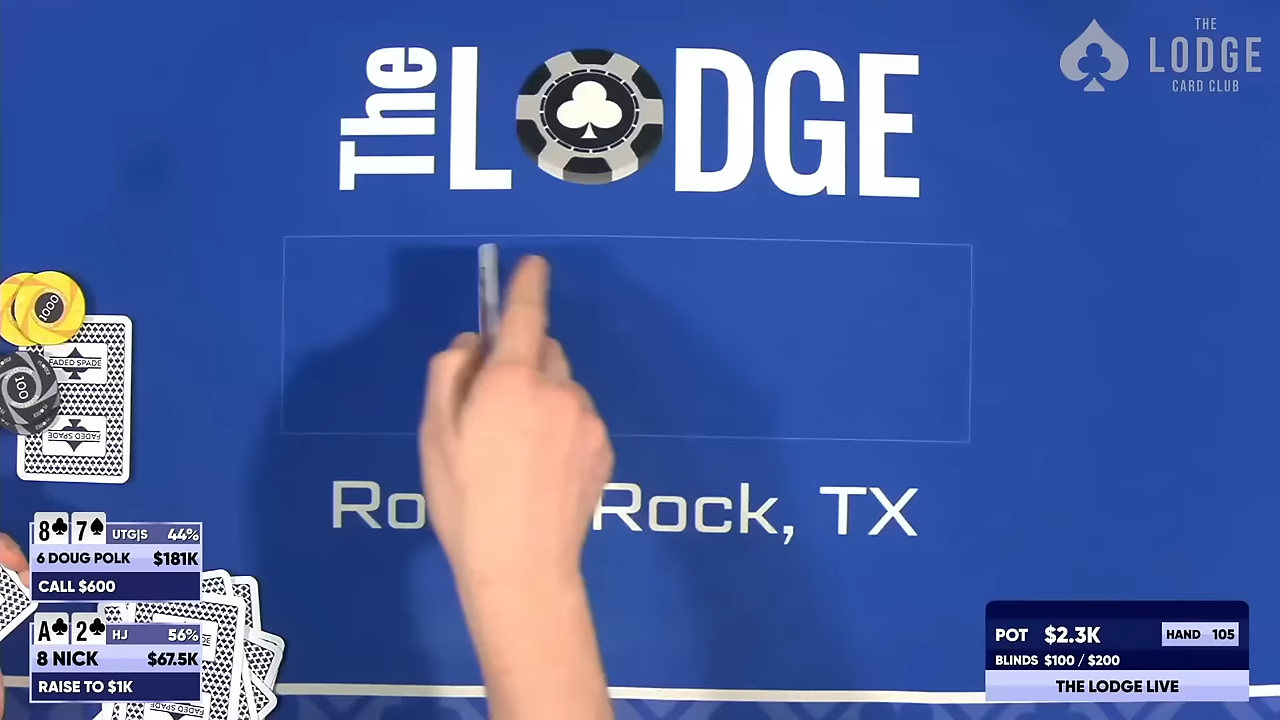 The LODGE
THE
LODGE
CARD CLUB
1000
FADED SPADE
100
FADED SPADE
Ro Rock, TX
8♣ 7♠ UTG|S 44%
6 DOUG POLK $181K
CALL $600
A♣ 2♣ HJ 56%
8 NICK $67.5K
RAISE TO $1K
POT $2.3K HAND 105
BLINDS $100 / $200
THE LODGE LIVE